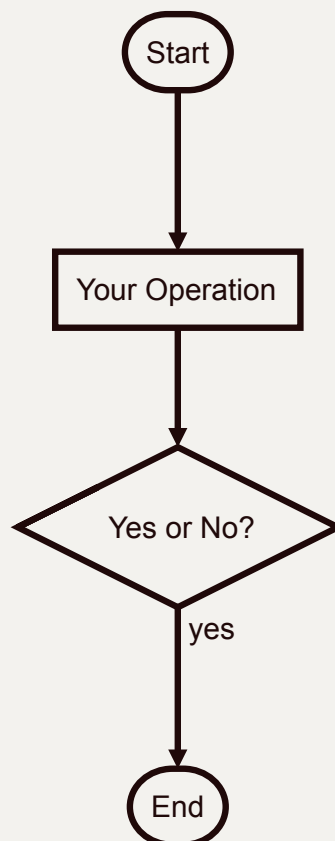 Start
Your Operation
Yes or No?
yes
End